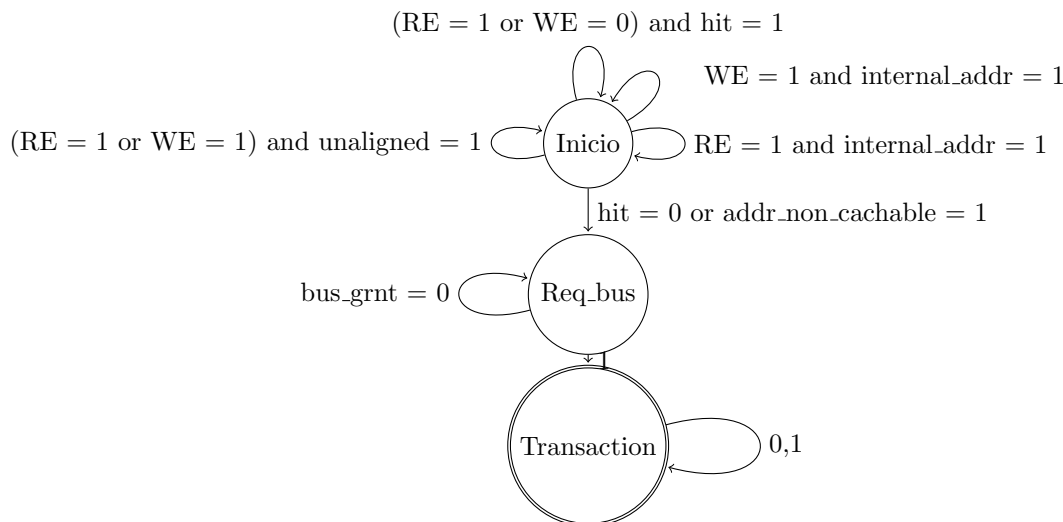 (RE = 1 or WE = 0) and hit = 1
WE = 1 and internal_addr = 1
(RE = 1 or WE = 1) and unaligned = 1
Inicio
RE = 1 and internal_addr = 1
hit = 0 or addr_non_cachable = 1
bus_grnt = 0
Req_bus
1
Transaction
0,1